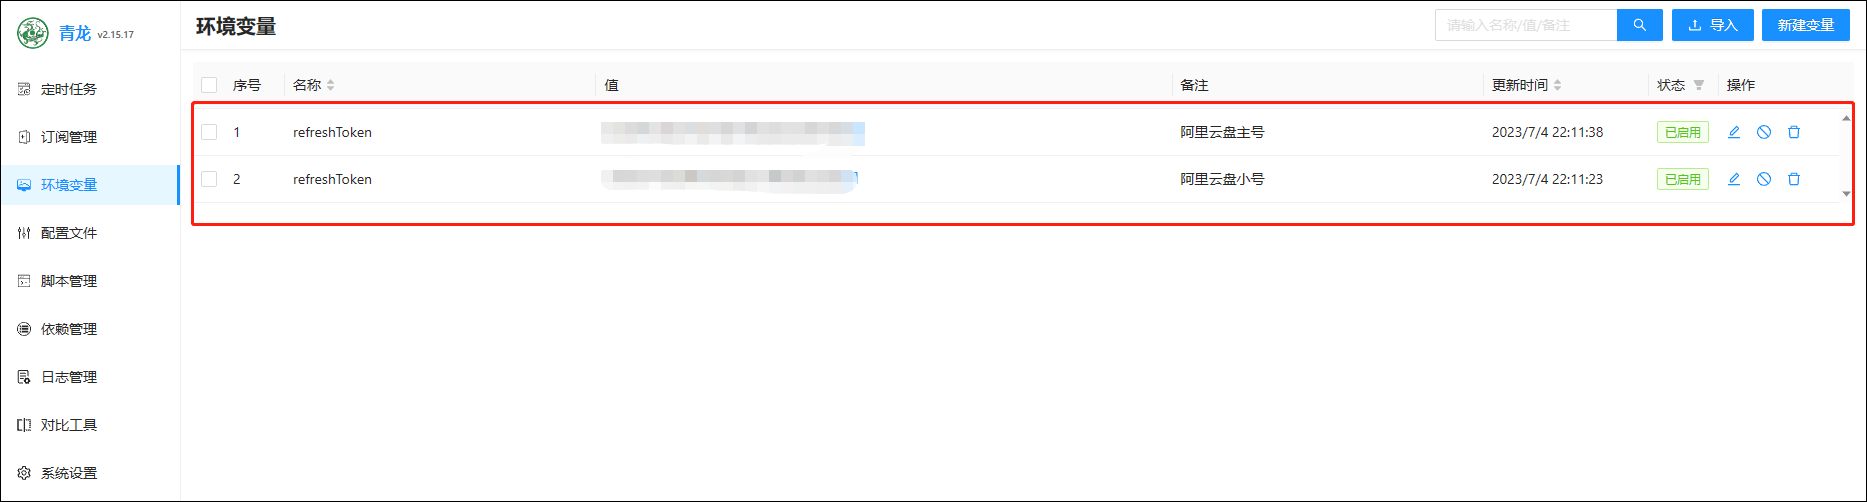 青龙 v2.15.17
定时任务
订阅管理
环境变量
配置文件
脚本管理
依赖管理
日志管理
对比工具
系统设置
环境变量
请输入名称/值/备注
导入
新建变量
序号 名称 值 备注 更新时间 状态 操作
1 refreshToken 阿里云盘主号 2023/7/4 22:11:38 已启用
2 refreshToken 阿里云盘小号 2023/7/4 22:11:23 已启用